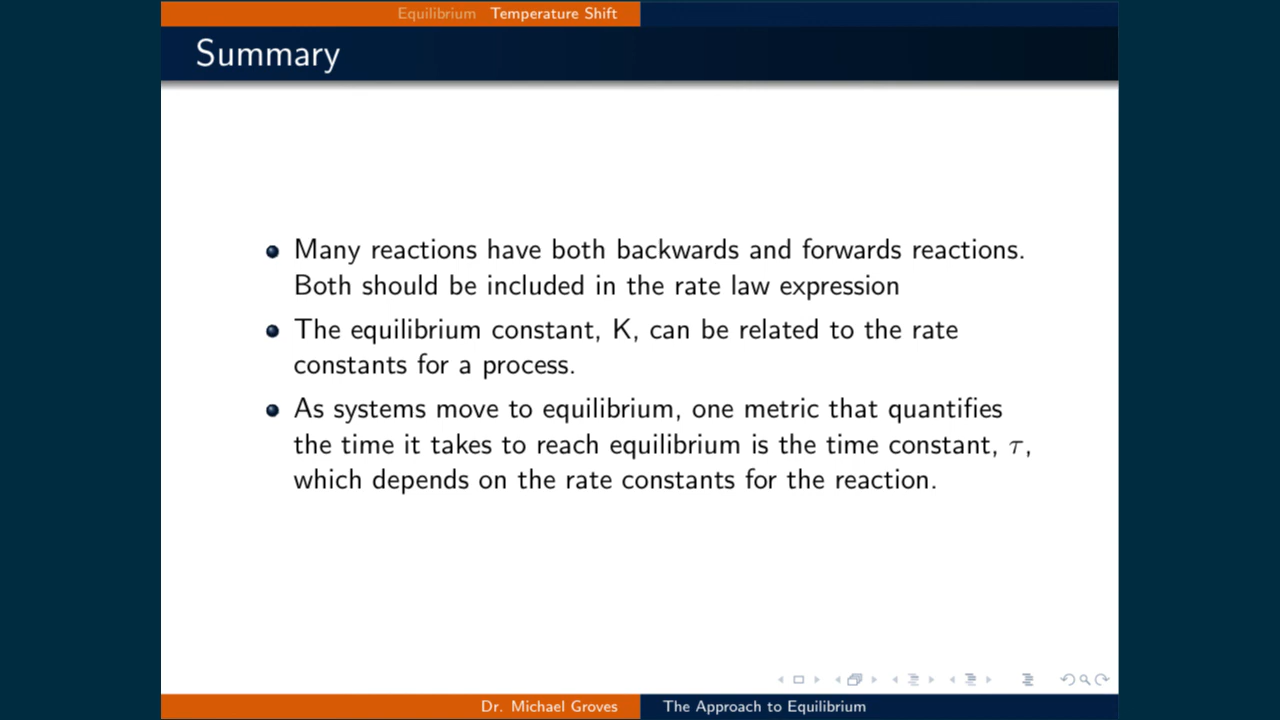 Equilibrium Temperature Shift
Summary
Many reactions have both backwards and forwards reactions.
Both should be included in the rate law expression
The equilibrium constant, K, can be related to the rate
constants for a process.
As systems move to equilibrium, one metric that quantifies
the time it takes to reach equilibrium is the time constant, τ,
which depends on the rate constants for the reaction.
Dr. Michael Groves The Approach to Equilibrium